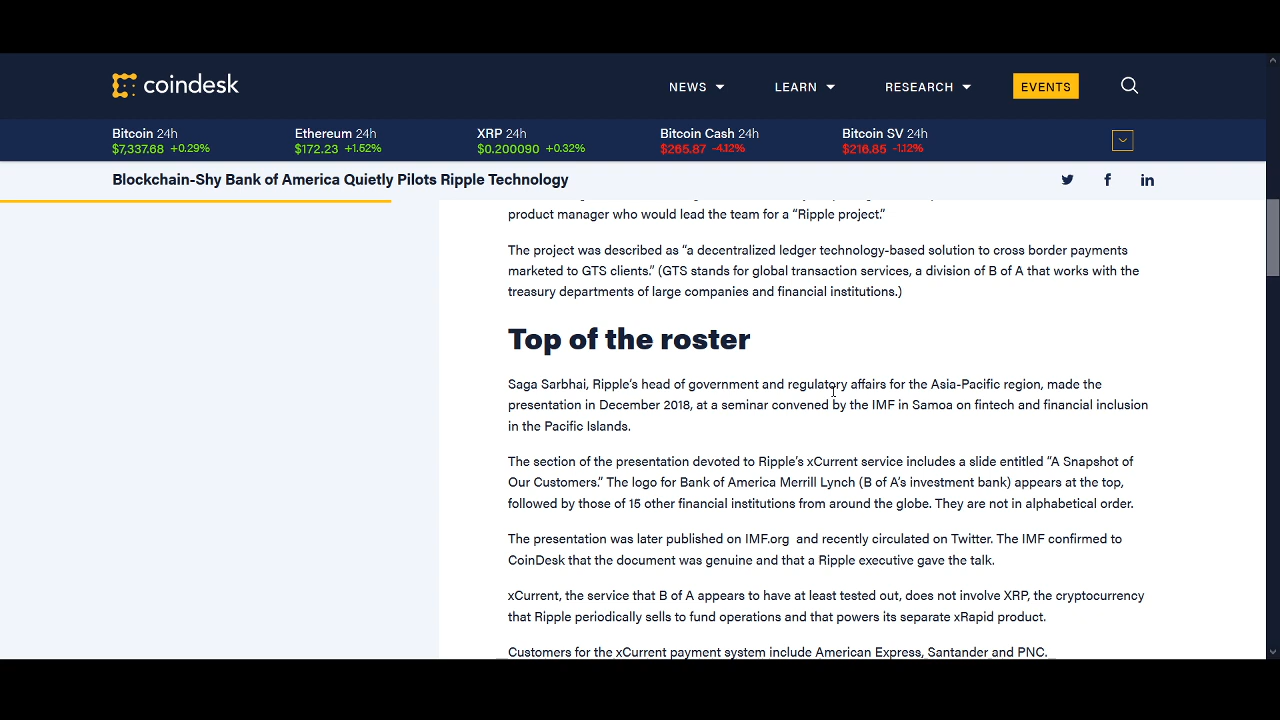 coindesk
NEWS LEARN RESEARCH EVENTS
Bitcoin 24h Ethereum 24h XRP 24h Bitcoin Cash 24h Bitcoin SV 24h
$7,337.68 +0.29% $172.23 +1.52% $0.200090 +0.32% $265.87 -4.12% $216.85 -1.12%
Blockchain-Shy Bank of America Quietly Pilots Ripple Technology
product manager who would lead the team for a “Ripple project.”
The project was described as “a decentralized ledger technology-based solution to cross border payments
marketed to GTS clients.” (GTS stands for global transaction services, a division of B of A that works with the
treasury departments of large companies and financial institutions.)
Top of the roster
Saga Sarbhai, Ripple’s head of government and regulatory affairs for the Asia-Pacific region, made the
presentation in December 2018, at a seminar convened by the IMF in Samoa on fintech and financial inclusion
in the Pacific Islands.
The section of the presentation devoted to Ripple’s xCurrent service includes a slide entitled “A Snapshot of
Our Customers.” The logo for Bank of America Merrill Lynch (B of A’s investment bank) appears at the top,
followed by those of 15 other financial institutions from around the globe. They are not in alphabetical order.
The presentation was later published on IMF.org and recently circulated on Twitter. The IMF confirmed to
CoinDesk that the document was genuine and that a Ripple executive gave the talk.
xCurrent, the service that B of A appears to have at least tested out, does not involve XRP, the cryptocurrency
that Ripple periodically sells to fund operations and that powers its separate xRapid product.
Customers for the xCurrent payment system include American Express, Santander and PNC.